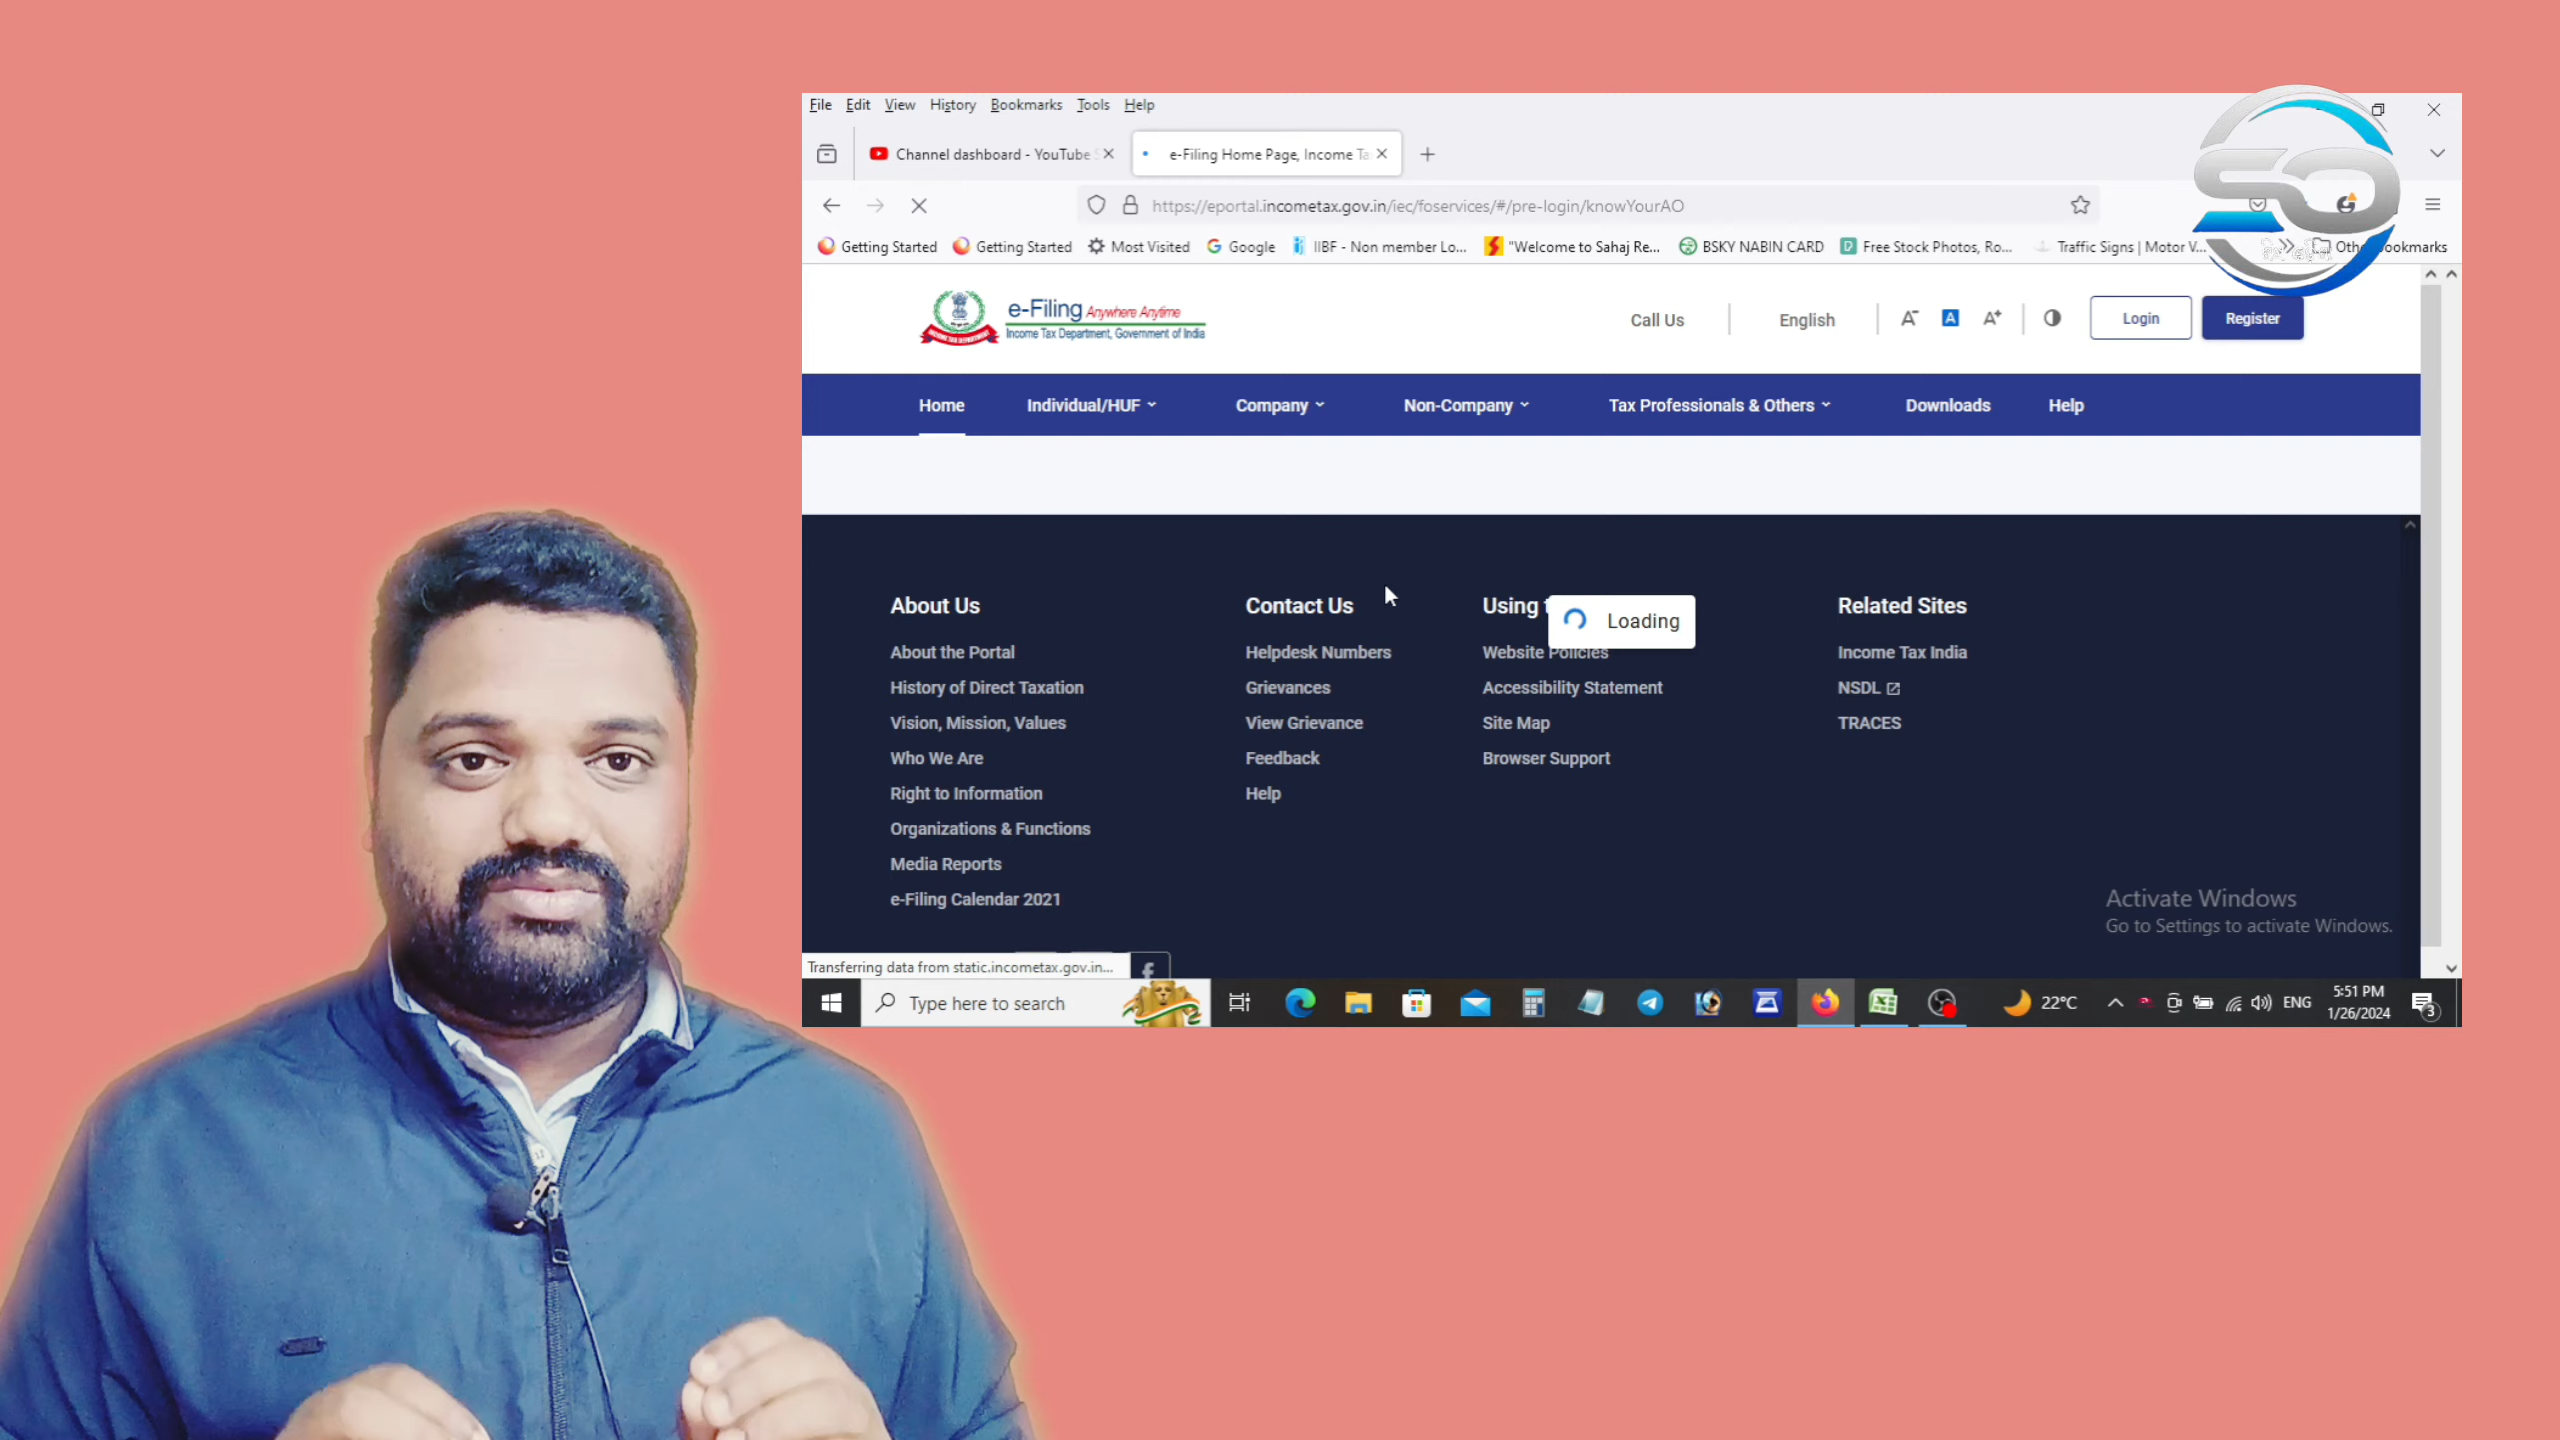 File Edit View History Bookmarks Tools Help
Channel dashboard - YouTube S
e-Filing Home Page, Income Ta
https://eportal.incometax.gov.in/iec/foservices/#/pre-login/knowYourAO
Getting Started Getting Started Most Visited Google IIBF - Non member Lo... "Welcome to Sahaj Re... BSKY NABIN CARD Free Stock Photos, Ro... Traffic Signs | Motor V...
SO
e-Filing Anywhere Anytime
Income Tax Department, Government of India
Call Us English A- A A+ Login Register
Home Individual/HUF Company Non-Company Tax Professionals & Others Downloads Help
About Us
About the Portal
History of Direct Taxation
Vision, Mission, Values
Who We Are
Right to Information
Organizations & Functions
Media Reports
e-Filing Calendar 2021
Contact Us
Helpdesk Numbers
Grievances
View Grievance
Feedback
Help
Using
Loading
Website Policies
Accessibility Statement
Site Map
Browser Support
Related Sites
Income Tax India
NSDL
TRACES
Activate Windows
Go to Settings to activate Windows.
Transferring data from static.incometax.gov.in...
Type here to search
22°C ENG
5:51 PM
1/26/2024
3